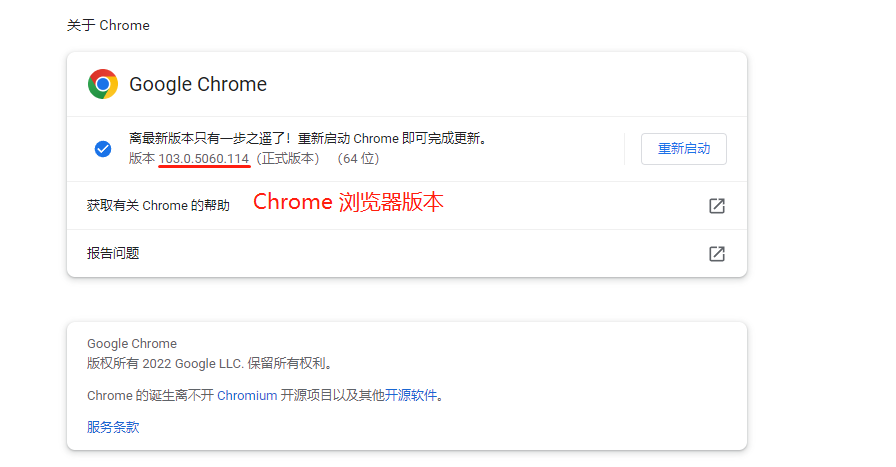 关于 Chrome
Google Chrome
离最新版本只有一步之遥了！重新启动 Chrome 即可完成更新。
版本 103.0.5060.114（正式版本） （64 位）
重新启动
获取有关 Chrome 的帮助
Chrome 浏览器版本
报告问题
Google Chrome
版权所有 2022 Google LLC. 保留所有权利。
Chrome 的诞生离不开 Chromium 开源项目以及其他开源软件。
服务条款